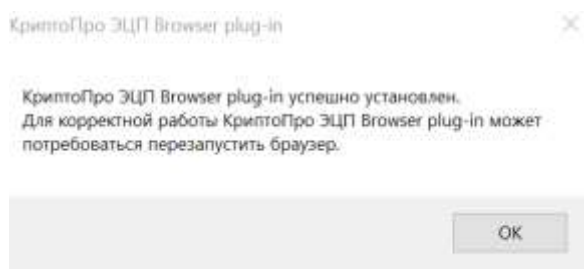 КриптоПро ЭЦП Browser plug-in
КриптоПро ЭЦП Browser plug-in успешно установлен.
Для корректной работы КриптоПро ЭЦП Browser plug-in может
потребоваться перезапустить браузер.
OK